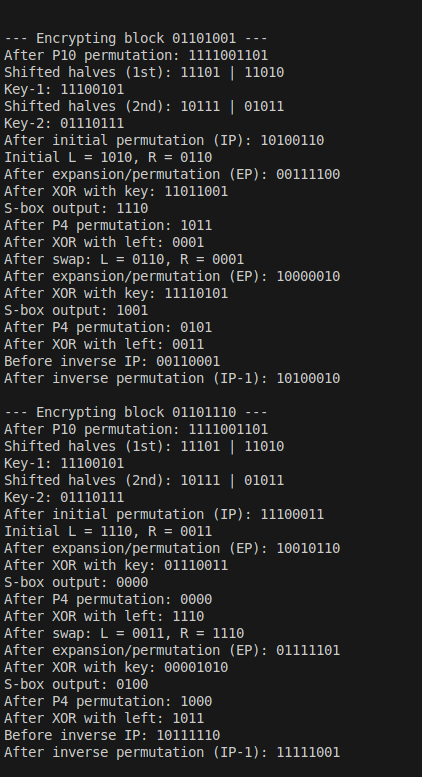 --- Encrypting block 01101001 ---
After P10 permutation: 1111001101
Shifted halves (1st): 11101 | 11010
Key-1: 11100101
Shifted halves (2nd): 10111 | 01011
Key-2: 01110111
After initial permutation (IP): 10100110
Initial L = 1010, R = 0110
After expansion/permutation (EP): 00111100
After XOR with key: 11011001
S-box output: 1110
After P4 permutation: 1011
After XOR with left: 0001
After swap: L = 0110, R = 0001
After expansion/permutation (EP): 10000010
After XOR with key: 11110101
S-box output: 1001
After P4 permutation: 0101
After XOR with left: 0011
Before inverse IP: 00110001
After inverse permutation (IP-1): 10100010
--- Encrypting block 01101110 ---
After P10 permutation: 1111001101
Shifted halves (1st): 11101 | 11010
Key-1: 11100101
Shifted halves (2nd): 10111 | 01011
Key-2: 01110111
After initial permutation (IP): 11100011
Initial L = 1110, R = 0011
After expansion/permutation (EP): 10010110
After XOR with key: 01110011
S-box output: 0000
After P4 permutation: 0000
After XOR with left: 1110
After swap: L = 0011, R = 1110
After expansion/permutation (EP): 01111101
After XOR with key: 00001010
S-box output: 0100
After P4 permutation: 1000
After XOR with left: 1011
Before inverse IP: 10111110
After inverse permutation (IP-1): 11111001